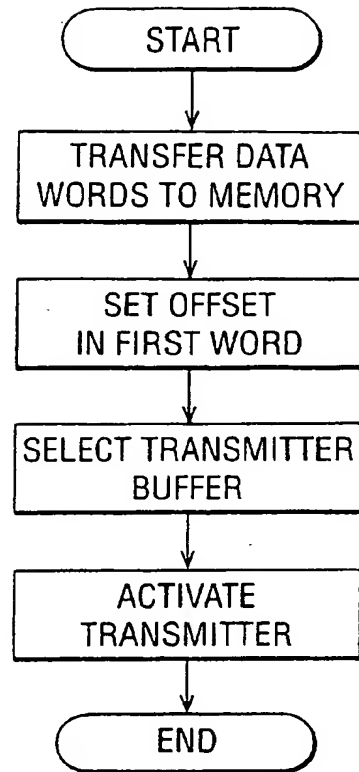 START
TRANSFER DATA
WORDS TO MEMORY
SET OFFSET
IN FIRST WORD
SELECT TRANSMITTER
BUFFER
ACTIVATE
TRANSMITTER
END